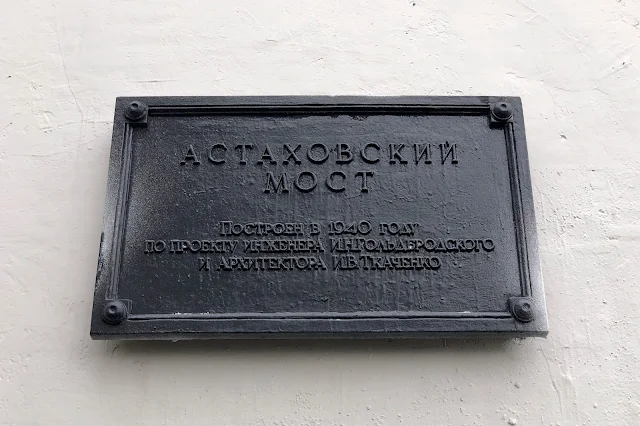 АСТАХОВСКИЙ
МОСТ
ПОСТРОЕН В 1940 ГОДУ
ПО ПРОЕКТУ ИНЖЕНЕРА И.Н.ГОЛЬДБРОДСКОГО
И АРХИТЕКТОРА И.В.ТКАЧЕНКО